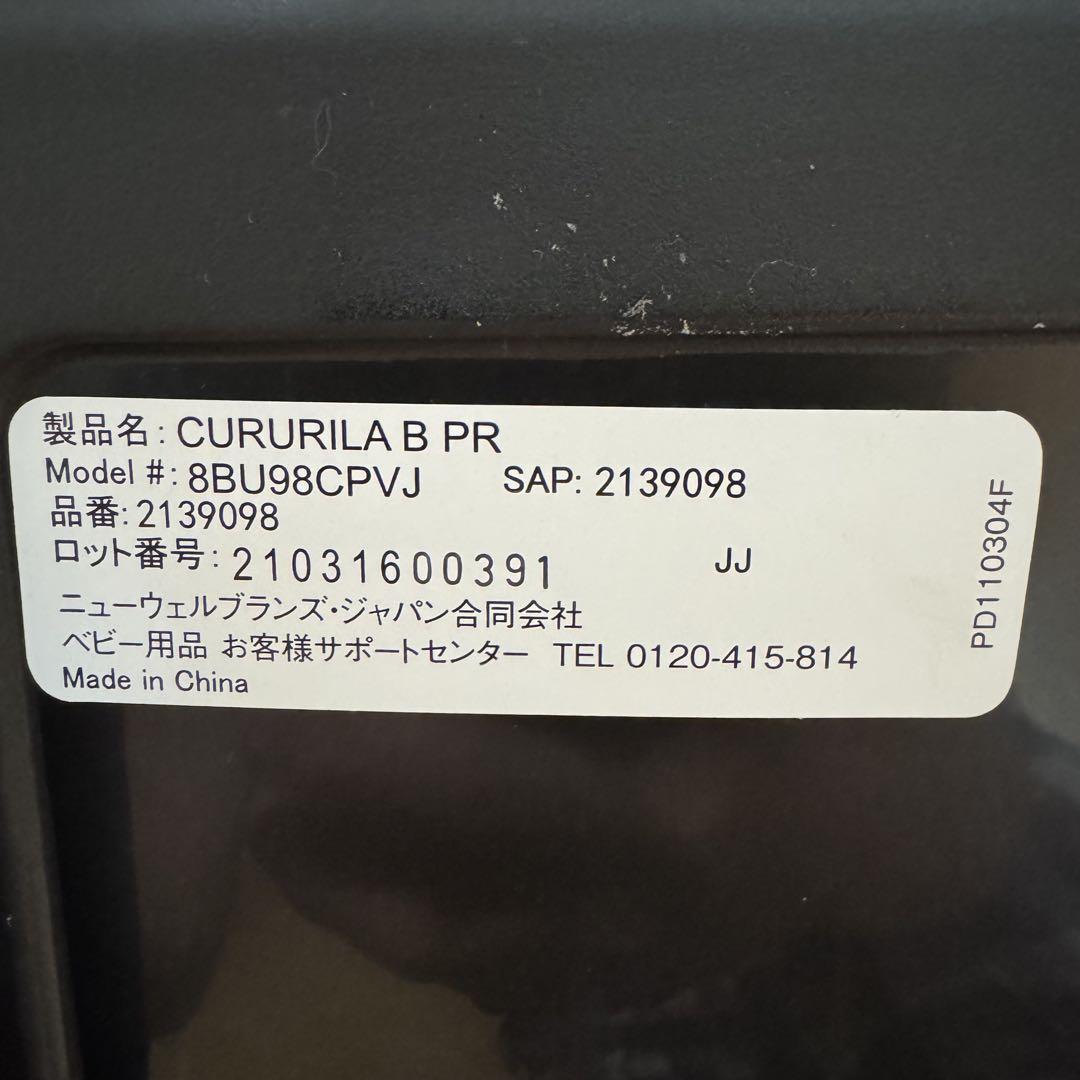 製品名: CURURILA B PR
Model #: 8BU98CPVJ SAP: 2139098
品番: 2139098
ロット番号: 21031600391 JJ
ニューウェルブランズ・ジャパン合同会社
ベビー用品 お客様サポートセンター TEL 0120-415-814
Made in China
PD110304F